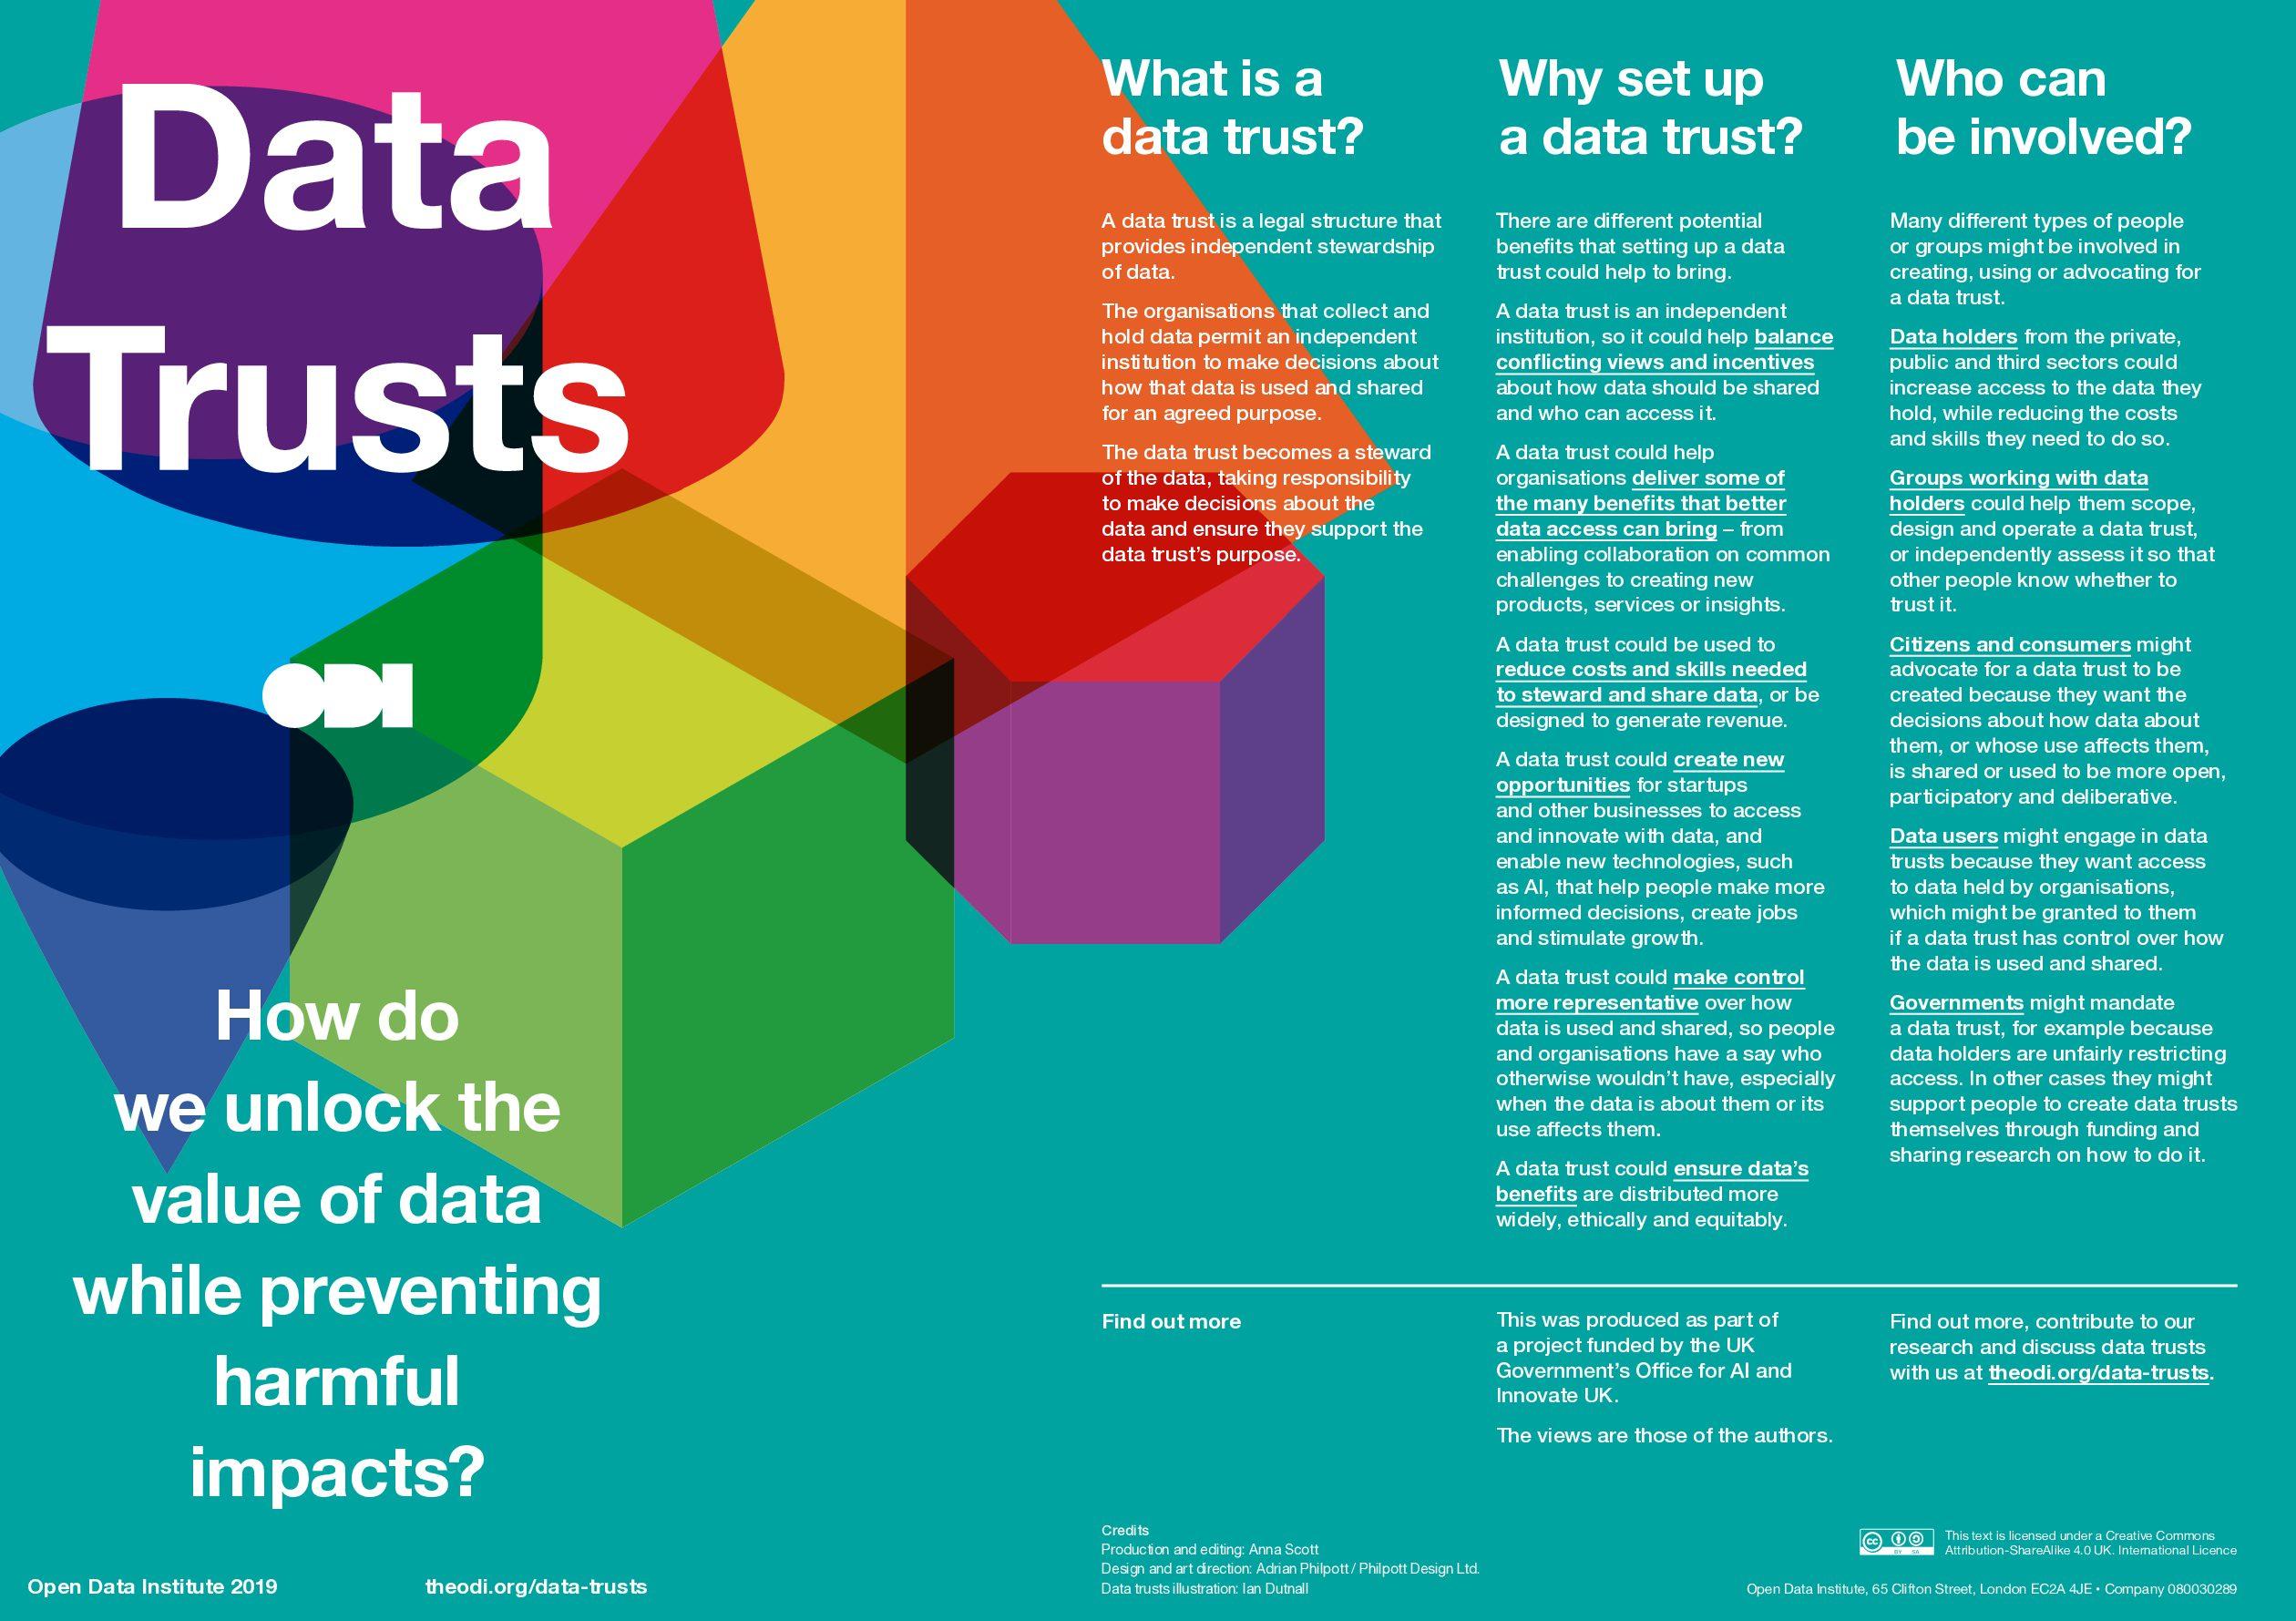 Data
Trusts
ODI
How do
we unlock the
value of data
while preventing
harmful
impacts?
Open Data Institute 2019
theodi.org/data-trusts
What is a
data trust?
A data trust is a legal structure that
provides independent stewardship
of data.
The organisations that collect and
hold data permit an independent
institution to make decisions about
how that data is used and shared
for an agreed purpose.
The data trust becomes a steward
of the data, taking responsibility
to make decisions about the
data and ensure they support the
data trust’s purpose.
Why set up
a data trust?
There are different potential
benefits that setting up a data
trust could help to bring.
A data trust is an independent
institution, so it could help balance
conflicting views and incentives
about how data should be shared
and who can access it.
A data trust could help
organisations deliver some of
the many benefits that better
data access can bring – from
enabling collaboration on common
challenges to creating new
products, services or insights.
A data trust could be used to
reduce costs and skills needed
to steward and share data, or be
designed to generate revenue.
A data trust could create new
opportunities for startups
and other businesses to access
and innovate with data, and
enable new technologies, such
as AI, that help people make more
informed decisions, create jobs
and stimulate growth.
A data trust could make control
more representative over how
data is used and shared, so people
and organisations have a say who
otherwise wouldn’t have, especially
when the data is about them or its
use affects them.
A data trust could ensure data’s
benefits are distributed more
widely, ethically and equitably.
Who can
be involved?
Many different types of people
or groups might be involved in
creating, using or advocating for
a data trust.
Data holders from the private,
public and third sectors could
increase access to the data they
hold, while reducing the costs
and skills they need to do so.
Groups working with data
holders could help them scope,
design and operate a data trust,
or independently assess it so that
other people know whether to
trust it.
Citizens and consumers might
advocate for a data trust to be
created because they want the
decisions about how data about
them, or whose use affects them,
is shared or used to be more open,
participatory and deliberative.
Data users might engage in data
trusts because they want access
to data held by organisations,
which might be granted to them
if a data trust has control over how
the data is used and shared.
Governments might mandate
a data trust, for example because
data holders are unfairly restricting
access. In other cases they might
support people to create data trusts
themselves through funding and
sharing research on how to do it.
Find out more
This was produced as part of
a project funded by the UK
Government’s Office for AI and
Innovate UK.
The views are those of the authors.
Find out more, contribute to our
research and discuss data trusts
with us at theodi.org/data-trusts.
Credits
Production and editing: Anna Scott
Design and art direction: Adrian Philpott / Philpott Design Ltd.
Data trusts illustration: Ian Dutnall
cc
BY SA
This text is licensed under a Creative Commons
Attribution-ShareAlike 4.0 UK. International Licence
Open Data Institute, 65 Clifton Street, London EC2A 4JE • Company 080030289